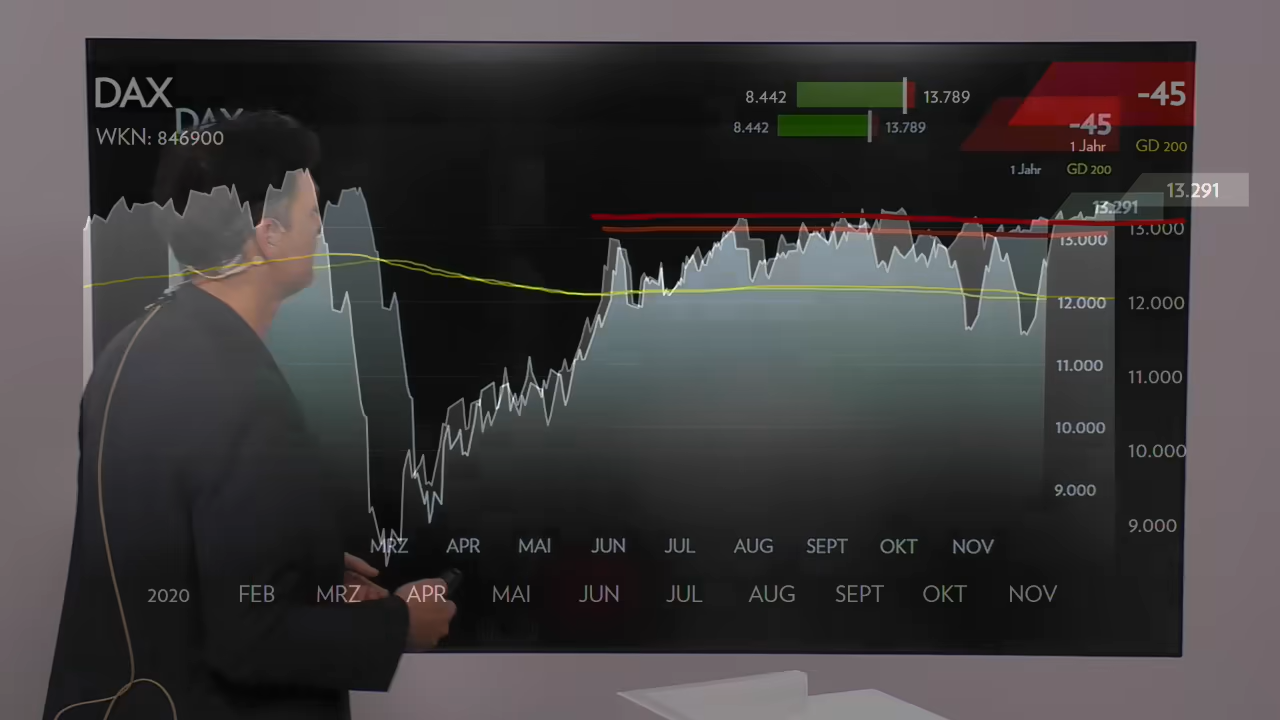 DAX
DAX
WKN: 846900
8.442 13.789
8.442 13.789
-45
-45
1 Jahr GD 200
1 Jahr GD 200
13.291
13.291
13.000
13.000
12.000
12.000
11.000
11.000
10.000
10.000
9.000
9.000
MRZ APR MAI JUN JUL AUG SEPT OKT NOV
2020 FEB MRZ APR MAI JUN JUL AUG SEPT OKT NOV